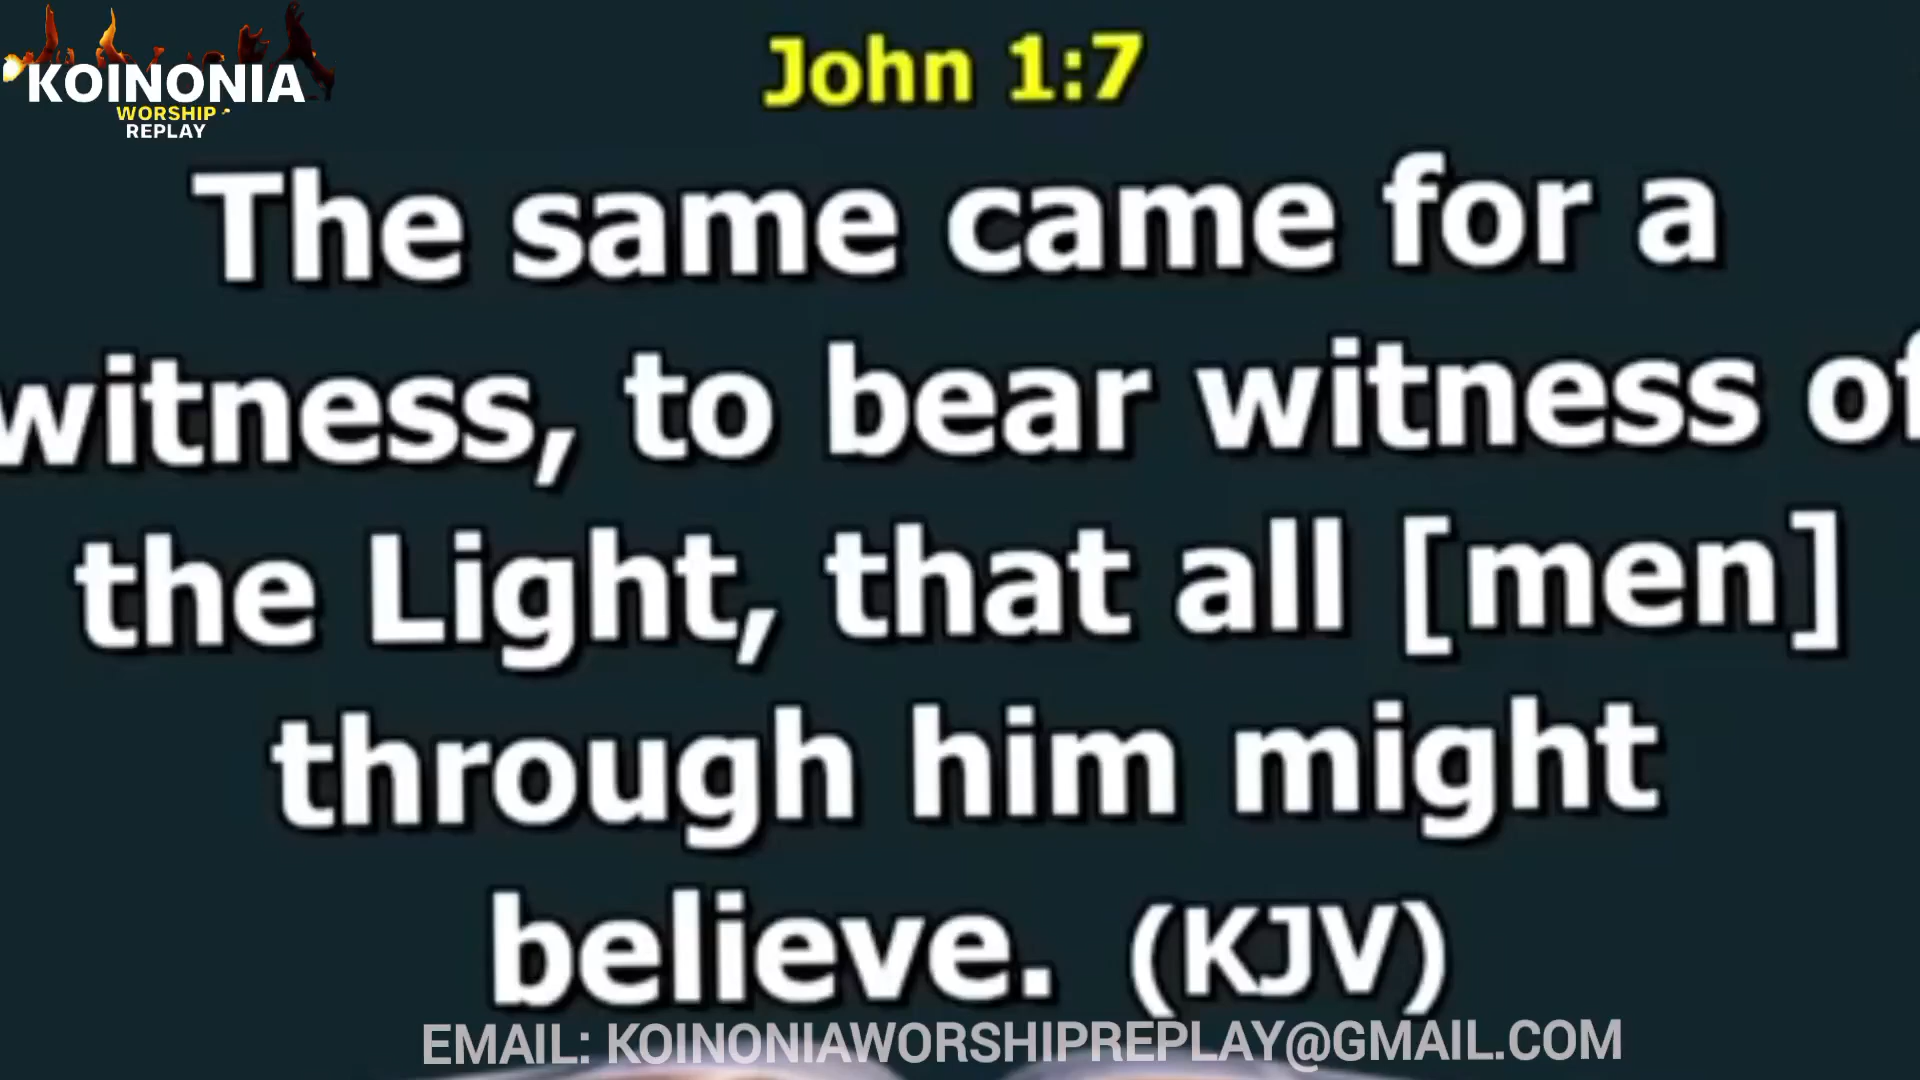 KOINONIA
WORSHIP
REPLAY
John 1:7
The same came for a
witness, to bear witness of
the Light, that all [men]
through him might
believe. (KJV)
EMAIL: KOINONIAWORSHIPREPLAY@GMAIL.COM